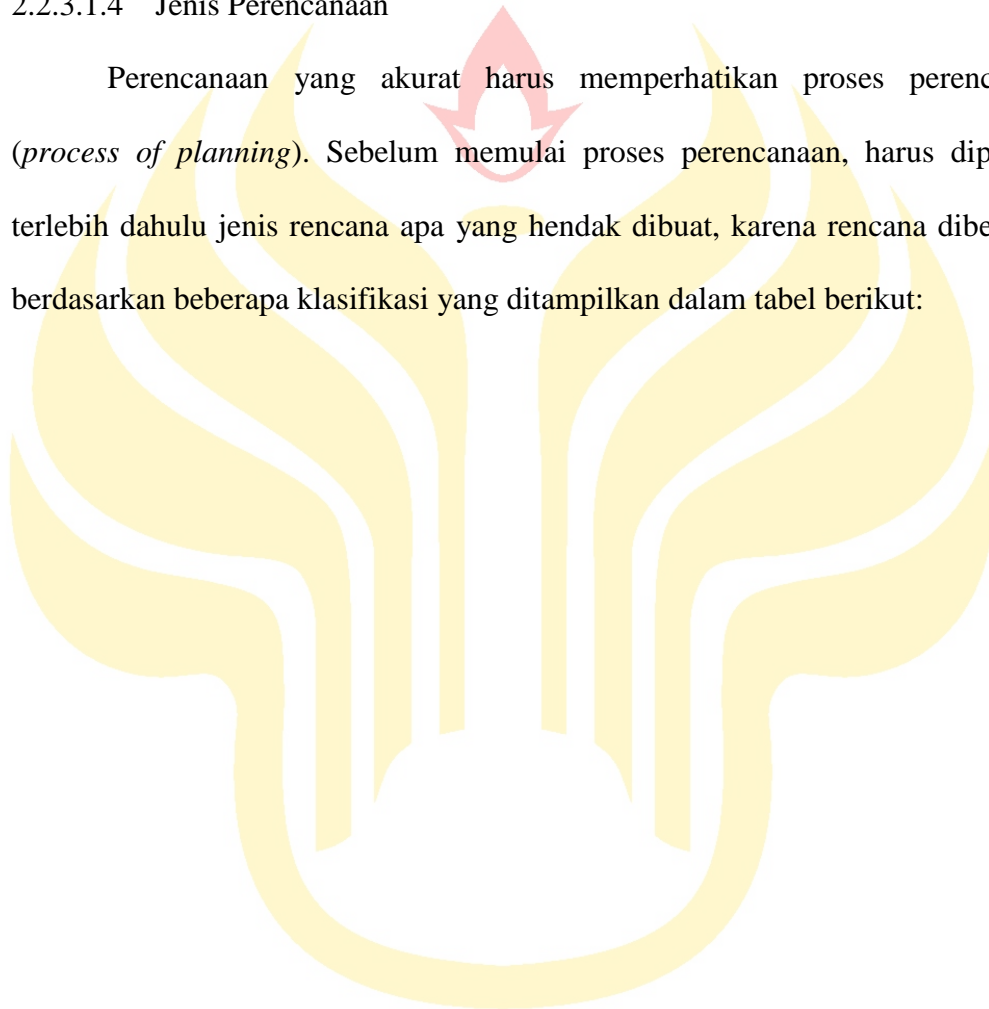 2.2.3.1.4 Jenis Perencanaan
Perencanaan yang akurat harus memperhatikan proses perenc
(process of planning). Sebelum memulai proses perencanaan, harus dip
terlebih dahulu jenis rencana apa yang hendak dibuat, karena rencana dibe
berdasarkan beberapa klasifikasi yang ditampilkan dalam tabel berikut: